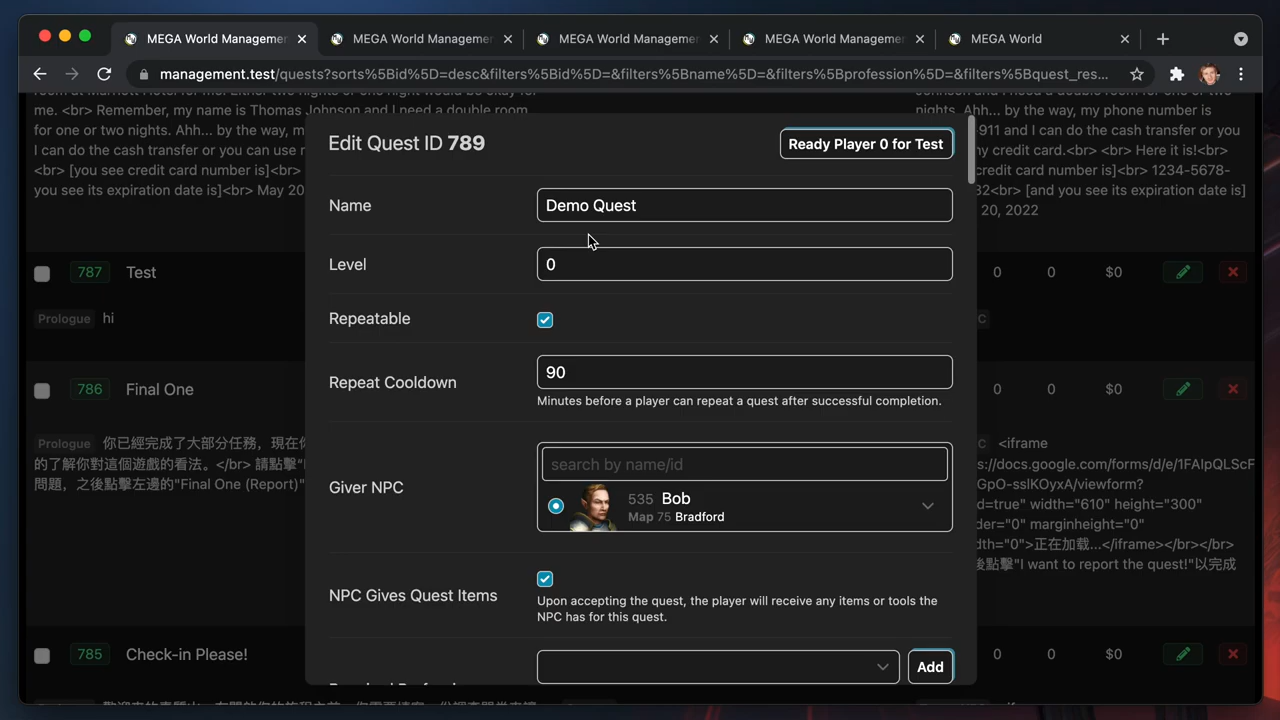 MEGA World Managemen
MEGA World Managemen
MEGA World Managemen
MEGA World Managemen
MEGA World
management.test/quests?sorts%5Bid%5D=desc&filters%5Bid%5D=&filters%5Bname%5D=&filters%5Bprofession%5D=&filters%5Bquest_res...
me. <br> Remember, my name is Thomas Johnson and I need a double room
for one or two nights. Ahh... by the way, m
I can do the cash transfer or you can use r
<br> [you see credit card number is]<br>
you see its expiration date is]<br> May 20
nights. Ahh... by the way, my phone number is
-911 and I can do the cash transfer or you
my credit card.<br> <br> Here it is!<br>
card number is]<br> 1234-5678-
32<br> [and you see its expiration date is]
20, 2022
Edit Quest ID 789
Ready Player 0 for Test
Name
Demo Quest
Level
0
Repeatable
Repeat Cooldown
90
Minutes before a player can repeat a quest after successful completion.
Giver NPC
search by name/id
535 Bob
Map 75 Bradford
NPC Gives Quest Items
Upon accepting the quest, the player will receive any items or tools the
NPC has for this quest.
Add
787 Test
0 0 $0
Prologue hi
C
786 Final One
0 0 $0
Prologue 你已經完成了大部分任務，現在你
的了解你對這個遊戲的看法。</br> 請點擊"
問題，之後點擊左邊的"Final One (Report)"
C <iframe
s://docs.google.com/forms/d/e/1FAIpQLScF
GpO-sslKOyxA/viewform?
d=true" width="610" height="300"
der="0" marginheight="0"
dth="0">正在加载...</iframe></br></br>
後點擊"I want to report the quest!"以完成
785 Check-in Please!
0 0 $0